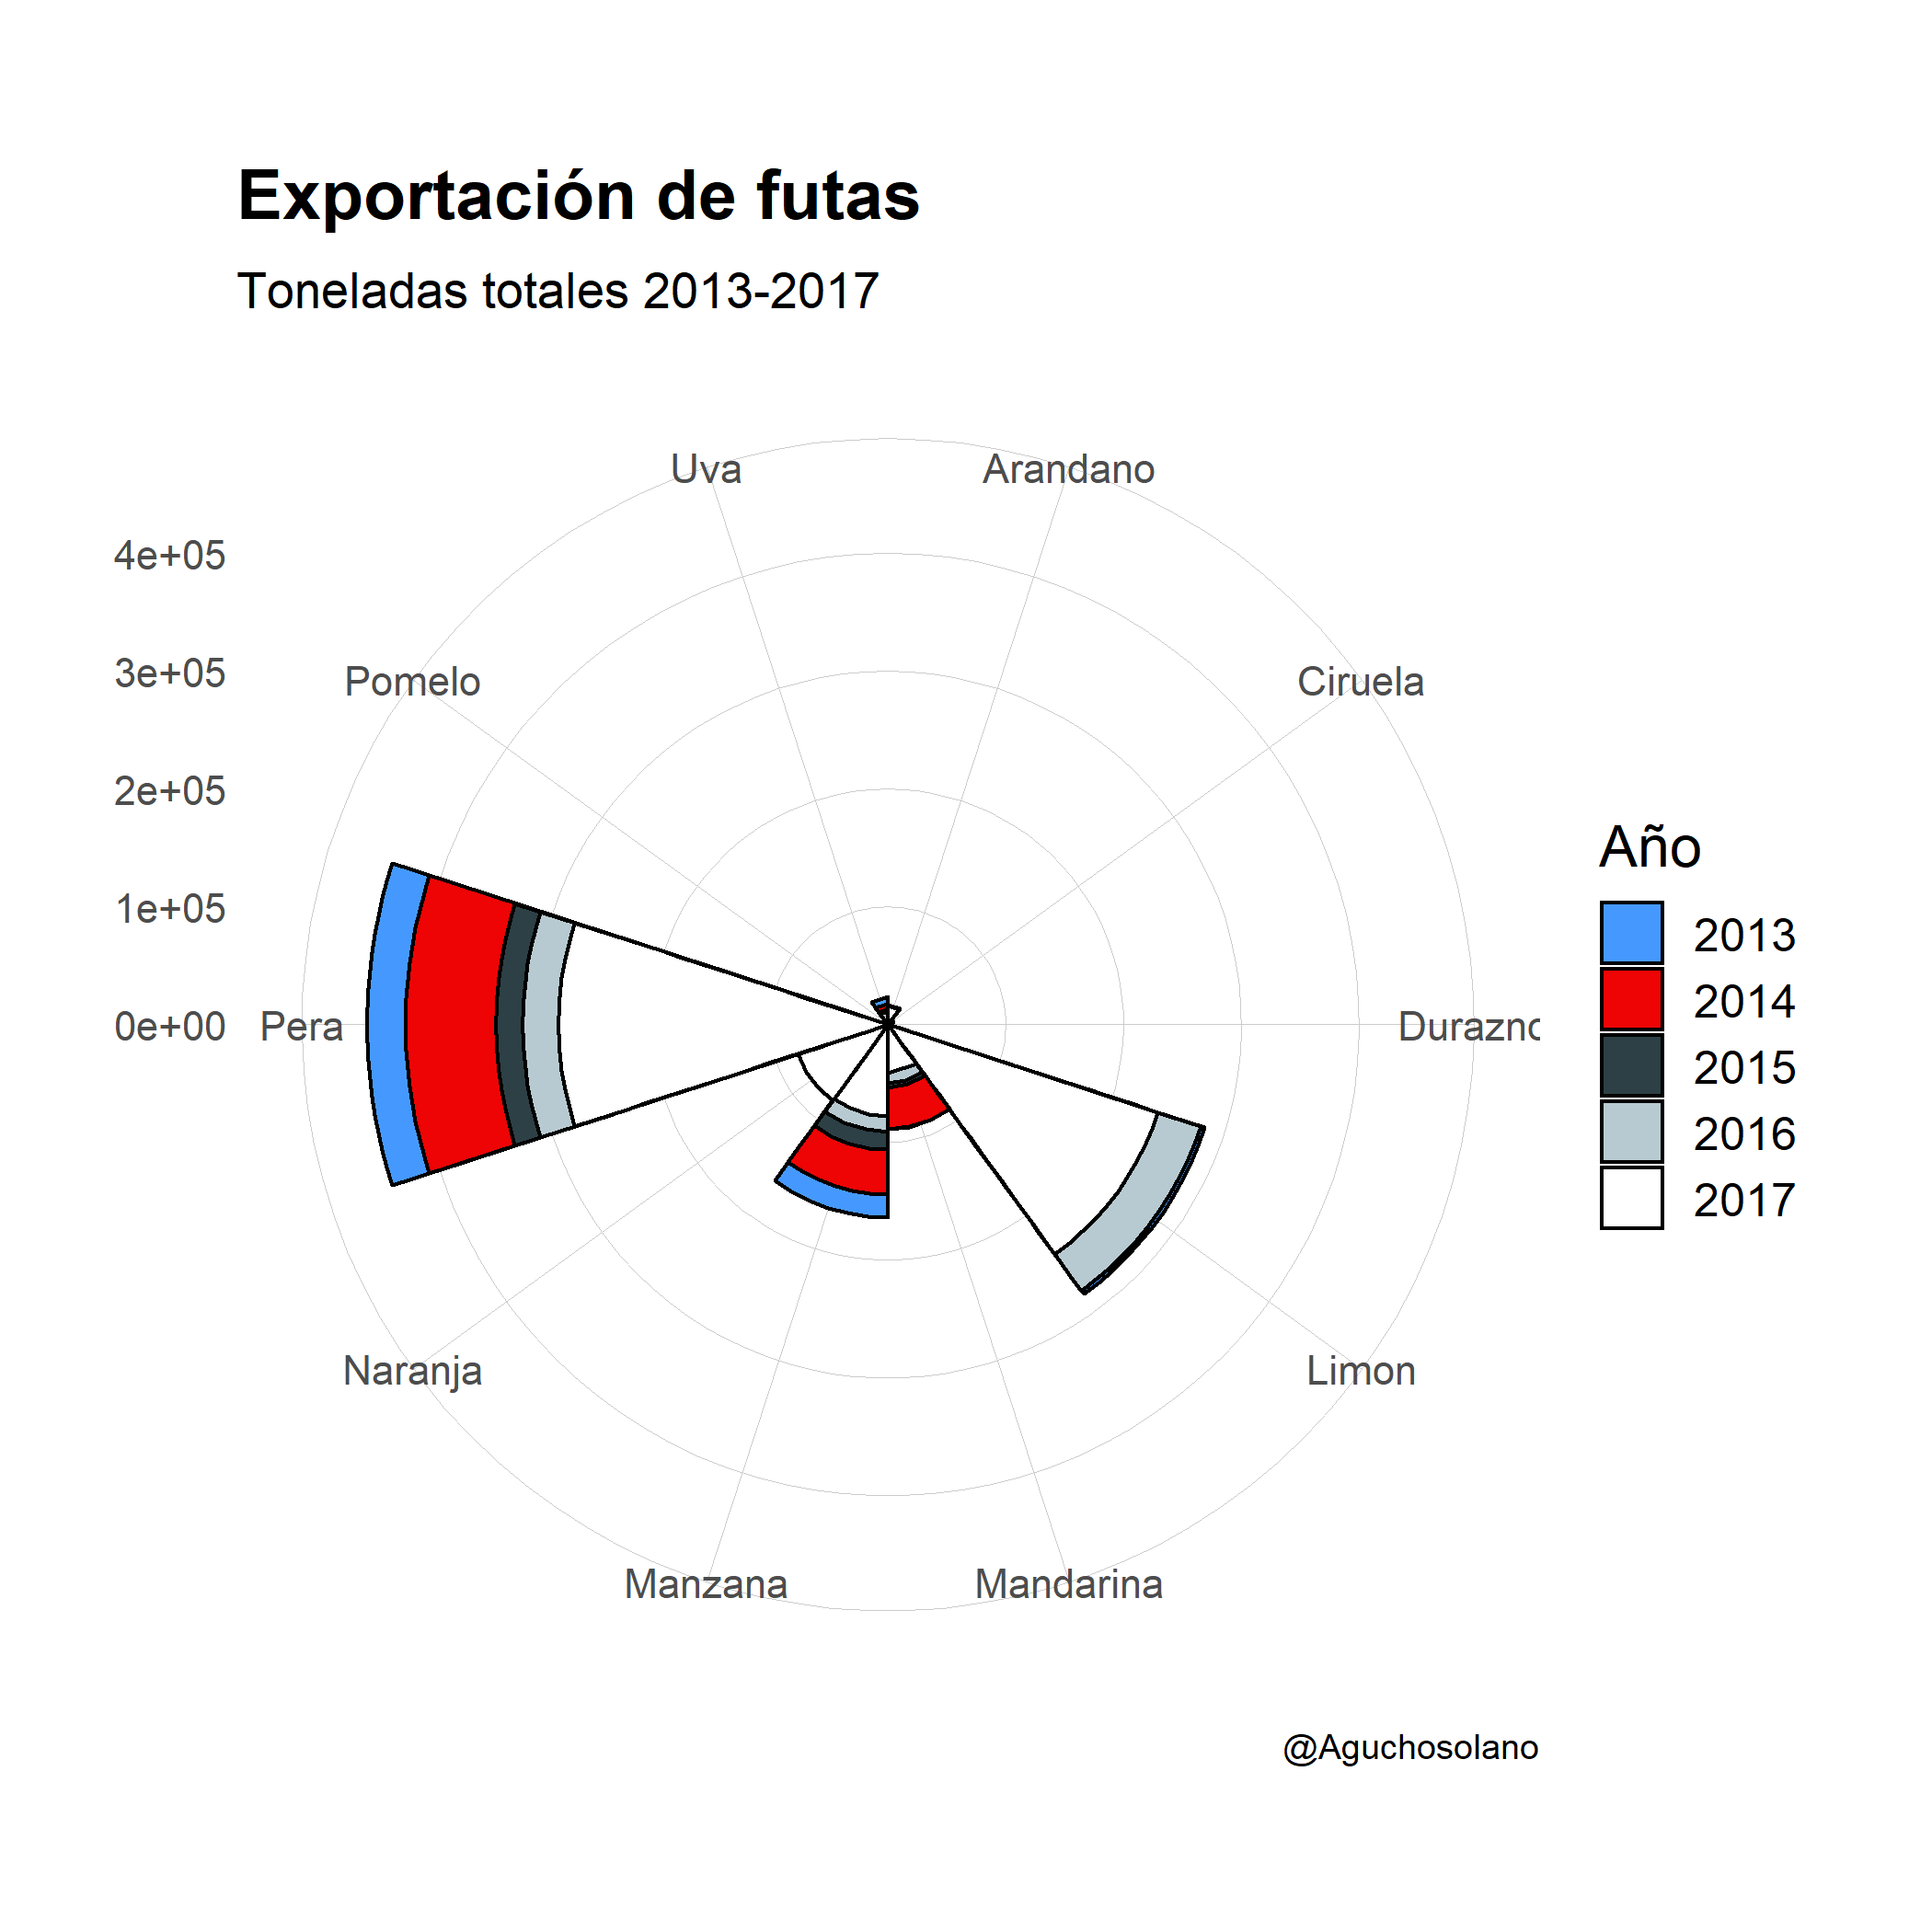 Exportación de futas
Toneladas totales 2013-2017
Uva
Arandano
4e+05
3e+05
Pomelo
Ciruela
2e+05
1e+05
0e+00
Pera
Durazno
Naranja
Limon
Manzana
Mandarina
Año
2013
2014
2015
2016
2017
@Aguchosolano